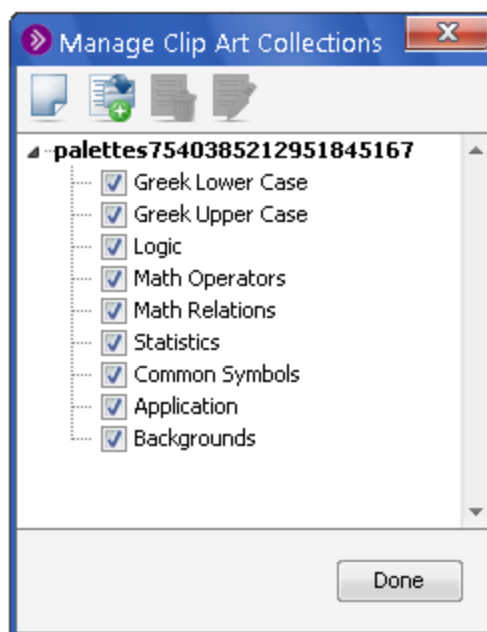 Manage Clip Art Collections
palettes7540385212951845167
Greek Lower Case
Greek Upper Case
Logic
Math Operators
Math Relations
Statistics
Common Symbols
Application
Backgrounds
Done